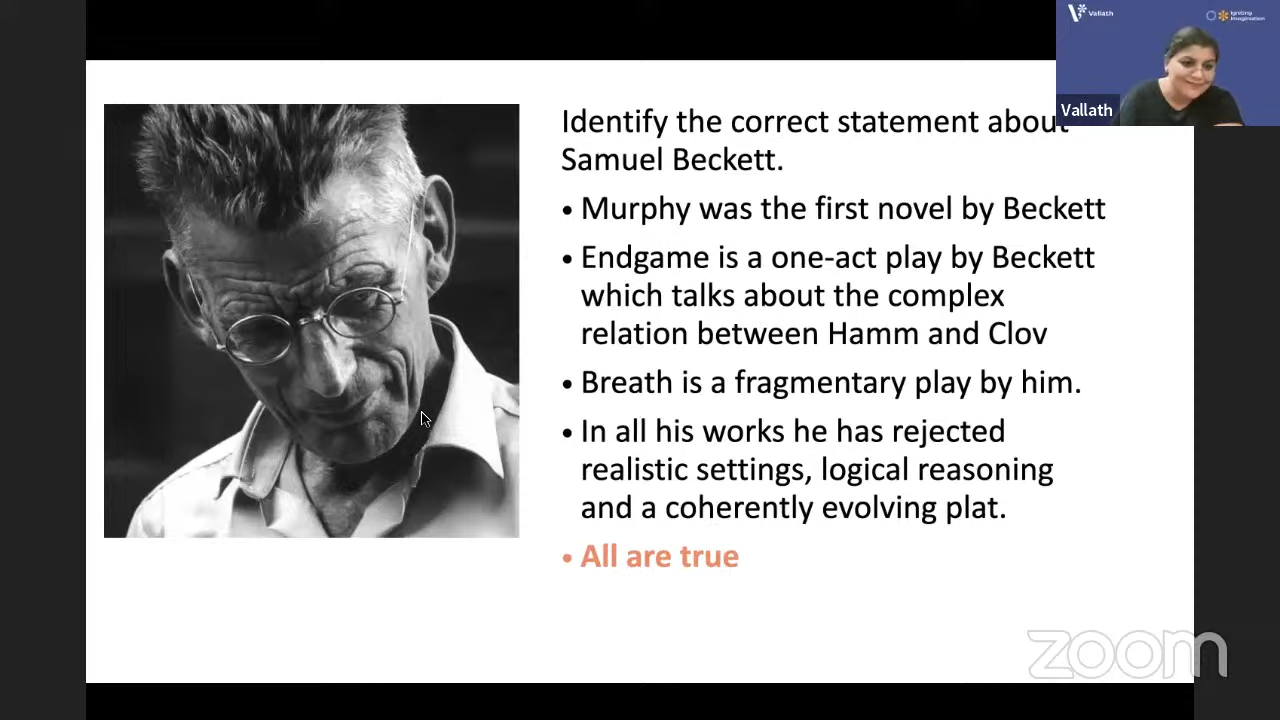 Vallath
Igniting
Imagination
Vallath
Identify the correct statement about
Samuel Beckett.
• Murphy was the first novel by Beckett
• Endgame is a one-act play by Beckett
which talks about the complex
relation between Hamm and Clov
• Breath is a fragmentary play by him.
• In all his works he has rejected
realistic settings, logical reasoning
and a coherently evolving plat.
• All are true
zoom